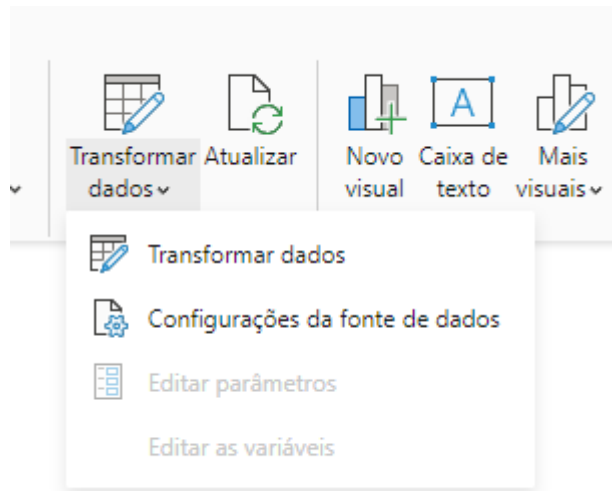 Transformar Atualizar Novo Caixa de Mais
dados visual texto visuais
A
Transformar dados
Configurações da fonte de dados
Editar parâmetros
Editar as variáveis